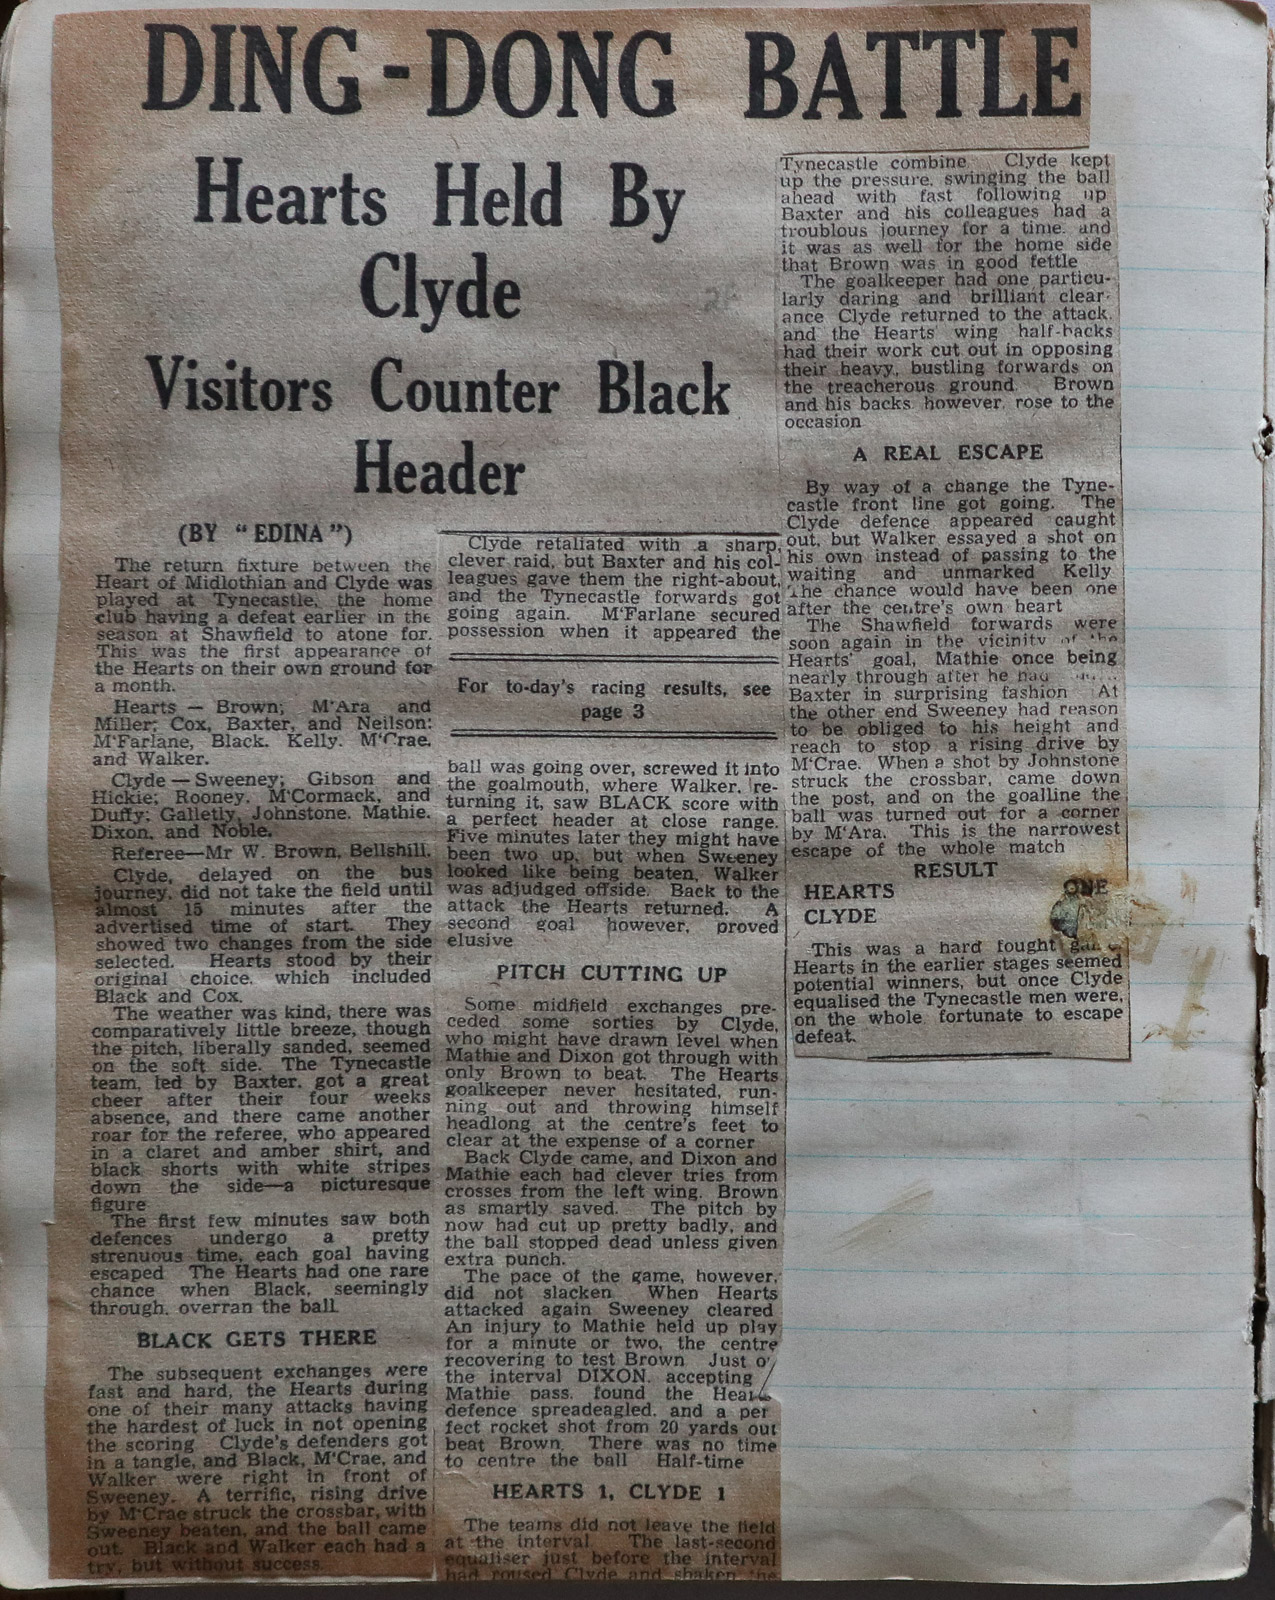 DING-DONG BATTLE
Hearts Held By
Clyde
Visitors Counter Black
Header
(BY "EDINA")
The return fixture between the
Heart of Midlothian and Clyde was
played at Tynecastle, the home
club having a defeat earlier in the
season at Shawfield to atone for.
This was the first appearance of
the Hearts on their own ground for
a month.
Hearts — Brown; M'Ara and
Miller; Cox, Baxter, and Neilson;
M'Farlane, Black. Kelly. M'Crae.
and Walker.
Clyde — Sweeney; Gibson and
Hickie; Rooney. M'Cormack, and
Duffy; Galletly, Johnstone. Mathie.
Dixon, and Noble.
Referee—Mr W. Brown, Bellshill.
Clyde, delayed on the bus
journey, did not take the field until
almost 15 minutes after the
advertised time of start. They
showed two changes from the side
selected. Hearts stood by their
original choice, which included
Black and Cox.
The weather was kind, there was
comparatively little breeze, though
the pitch, liberally sanded, seemed
on the soft side. The Tynecastle
team, led by Baxter, got a great
cheer after their four weeks
absence, and there came another
roar for the referee, who appeared
in a claret and amber shirt, and
black shorts with white stripes
down the side—a picturesque
figure
The first few minutes saw both
defences undergo a pretty
strenuous time, each goal having
escaped The Hearts had one rare
chance when Black, seemingly
through, overran the ball
BLACK GETS THERE
The subsequent exchanges were
fast and hard, the Hearts during
one of their many attacks having
the hardest of luck in not opening
the scoring Clyde's defenders got
in a tangle, and Black, M'Crae, and
Walker were right in front of
Sweeney. A terrific, rising drive
by M'Crae struck the crossbar, with
Sweeney beaten, and the ball came
out. Black and Walker each had a
try, but without success.
Clyde retaliated with a sharp,
clever raid, but Baxter and his col-
leagues gave them the right-about,
and the Tynecastle forwards got
going again. M'Farlane secured
possession when it appeared the
For to-day's racing results, see
page 3
ball was going over, screwed it into
the goalmouth, where Walker, re-
turning it, saw BLACK score with
a perfect header at close range.
Five minutes later they might have
been two up, but when Sweeney
looked like being beaten, Walker
was adjudged offside. Back to the
attack the Hearts returned. A
second goal however, proved
elusive
PITCH CUTTING UP
Some midfield exchanges pre-
ceded some sorties by Clyde,
who might have drawn level when
Mathie and Dixon got through with
only Brown to beat. The Hearts
goalkeeper never hesitated, run-
ning out and throwing himself
headlong at the centre's feet to
clear at the expense of a corner
Back Clyde came, and Dixon and
Mathie each had clever tries from
crosses from the left wing. Brown
as smartly saved. The pitch by
now had cut up pretty badly, and
the ball stopped dead unless given
extra punch.
The pace of the game, however,
did not slacken When Hearts
attacked again Sweeney cleared
An injury to Mathie held up play
for a minute or two, the centre
recovering to test Brown Just
the interval DIXON, accepting
Mathie pass, found the
defence spreadeagled, and a per
fect rocket shot from 20 yards out
beat Brown. There was no time
to centre the ball Half-time
HEARTS 1, CLYDE 1
The teams did not leave the field
at the interval The last-second
equaliser just before the interval
had roused Clyde and shaken the
Tynecastle combine Clyde kept
up the pressure, swinging the ball
ahead with fast following up
Baxter and his colleagues had a
troublous journey for a time, and
it was as well for the home side
that Brown was in good fettle
The goalkeeper had one particu-
larly daring and brilliant clear-
ance Clyde returned to the attack,
and the Hearts' wing half-backs
had their work cut out in opposing
their heavy, bustling forwards on
the treacherous ground Brown
and his backs, however, rose to the
occasion
A REAL ESCAPE
By way of a change the Tyne-
castle front line got going. The
Clyde defence appeared caught
out, but Walker essayed a shot on
his own instead of passing to the
waiting and unmarked Kelly
The chance would have been one
after the centre's own heart
The Shawfield forwards were
soon again in the vicinity of the
Hearts' goal, Mathie once being
nearly through after he had
Baxter in surprising fashion At
the other end Sweeney had reason
to be obliged to his height and
reach to stop a rising drive by
M'Crae. When a shot by Johnstone
struck the crossbar, came down
the post, and on the goalline the
ball was turned out for a corner
by M'Ara. This is the narrowest
escape of the whole match
RESULT
HEARTS ONE
CLYDE
This was a hard fought
Hearts in the earlier stages seemed
potential winners, but once Clyde
equalised the Tynecastle men were,
on the whole, fortunate to escape
defeat.